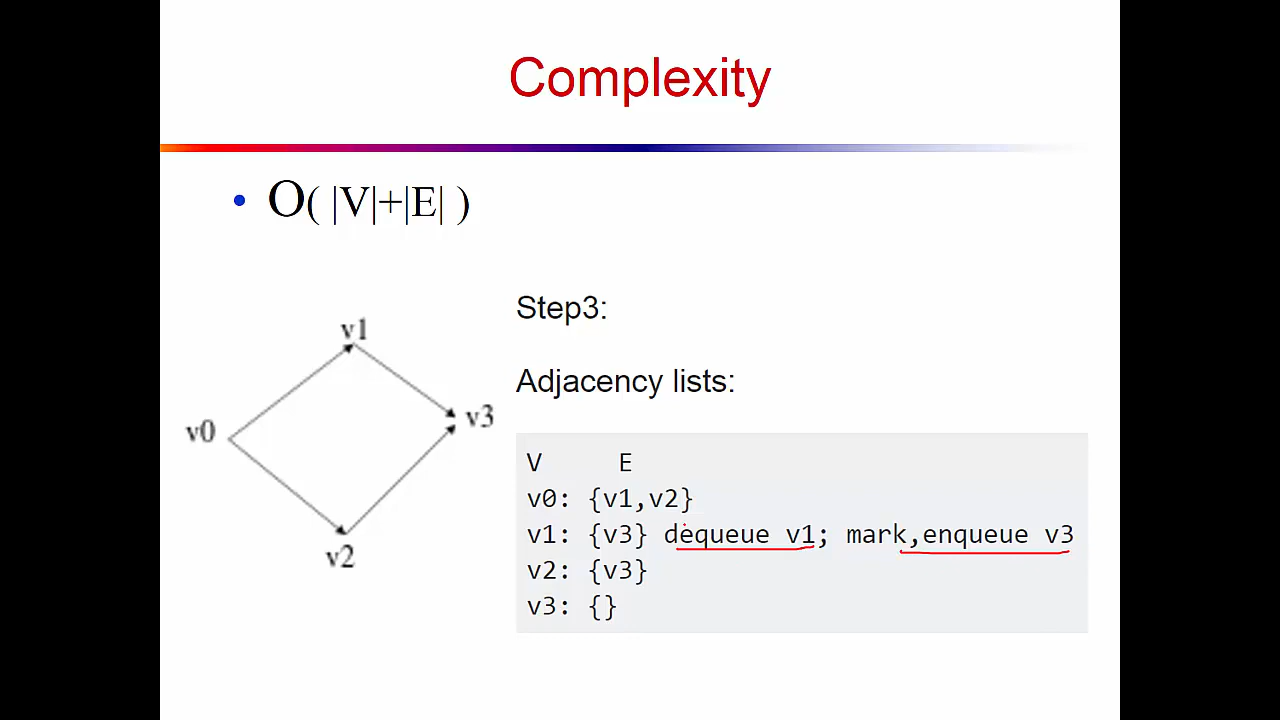 Complexity
• O( |V|+|E| )
Step3:
Adjacency lists:
v1
v0
v3
v2
V E
v0: {v1,v2}
v1: {v3} dequeue v1; mark,enqueue v3
v2: {v3}
v3: {}